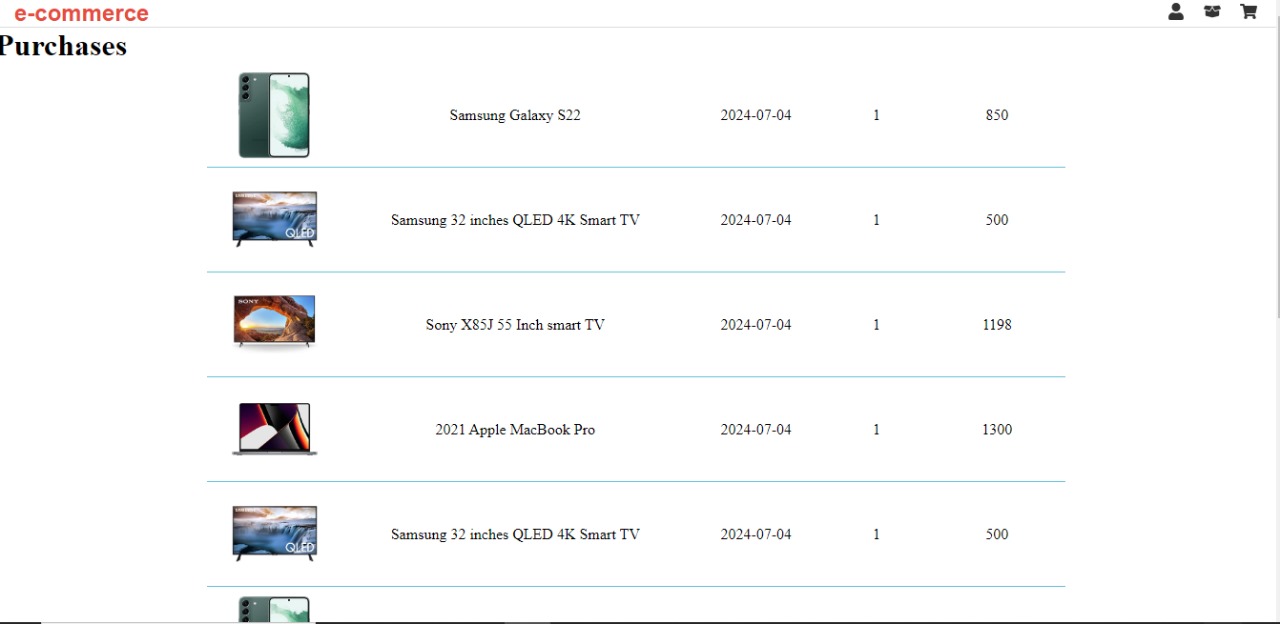 e-commerce
Purchases
Samsung Galaxy S22 2024-07-04 1 850
QLED
Samsung 32 inches QLED 4K Smart TV 2024-07-04 1 500
SONY
Sony X85J 55 Inch smart TV 2024-07-04 1 1198
2021 Apple MacBook Pro 2024-07-04 1 1300
QLED
Samsung 32 inches QLED 4K Smart TV 2024-07-04 1 500